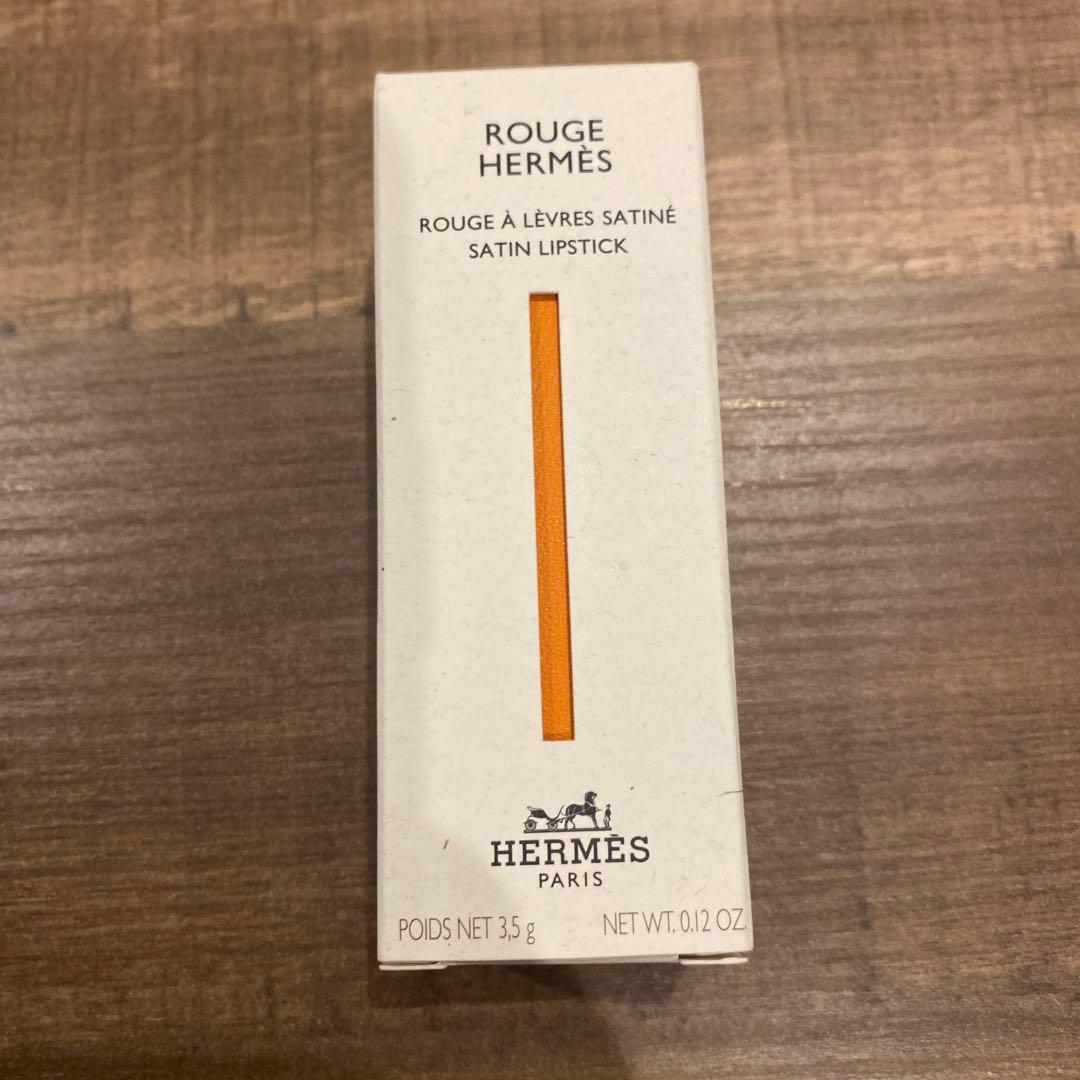 ROUGE
HERMÈS
ROUGE À LÈVRES SATINÉ
SATIN LIPSTICK
HERMÈS
PARIS
POIDS NET 3,5 g NET WT. 0.12 OZ.